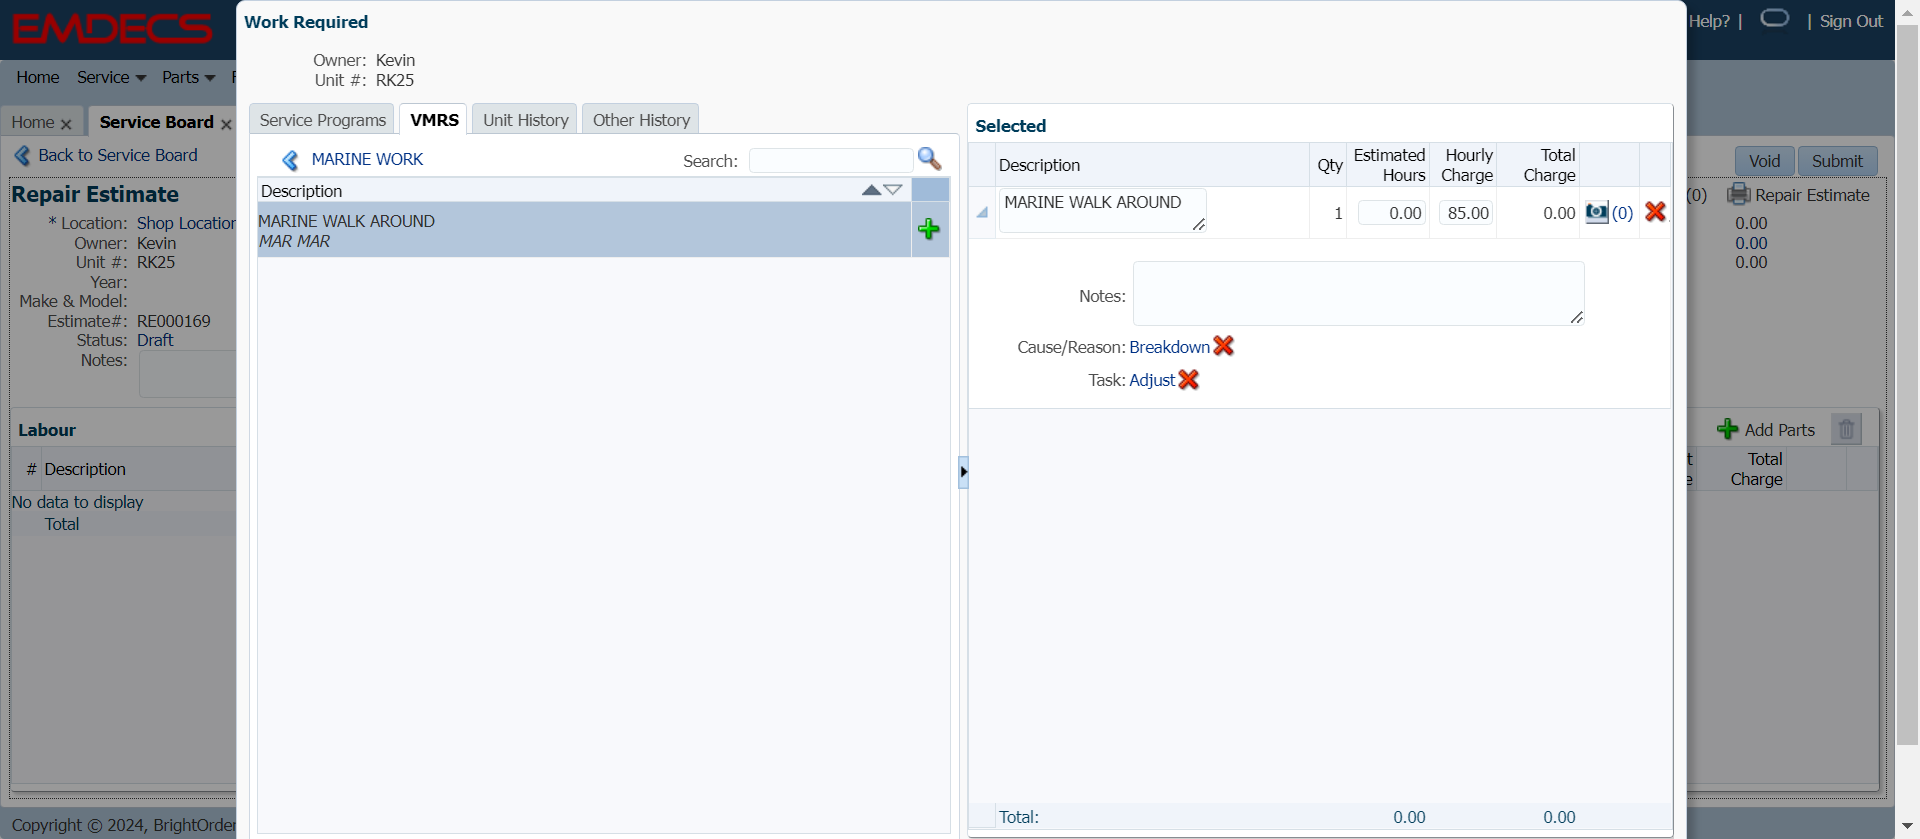 EMDECS
Help? |
| Sign Out
Home Service Parts
Home
Service Board
Back to Service Board
Void
Submit
Repair Estimate
(0)
Repair Estimate
* Location: Shop Location
Owner: Kevin
Unit #: RK25
Year:
Make & Model:
Estimate#: RE000169
Status: Draft
Notes:
0.00
0.00
0.00
Labour
Add Parts
# Description
Total
Charge
No data to display
Total
Copyright © 2024, BrightOrder
Work Required
Owner: Kevin
Unit #: RK25
Service Programs
VMRS
Unit History
Other History
MARINE WORK
Search:
Description
MARINE WALK AROUND
MAR MAR
Selected
Description
Qty
Estimated
Hours
Hourly
Charge
Total
Charge
MARINE WALK AROUND
1
0.00
85.00
0.00
(0)
Notes:
Cause/Reason: Breakdown
Task: Adjust
Total:
0.00
0.00